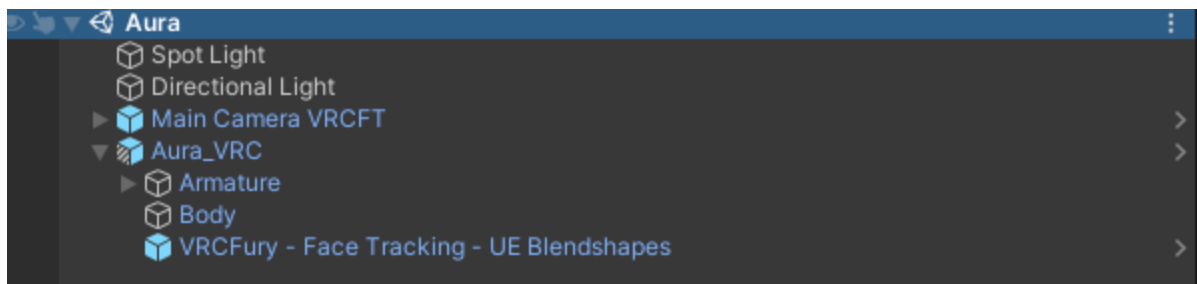 Aura
Spot Light
Directional Light
Main Camera VRCFT
Aura_VRC
Armature
Body
VRCFury - Face Tracking - UE Blendshapes